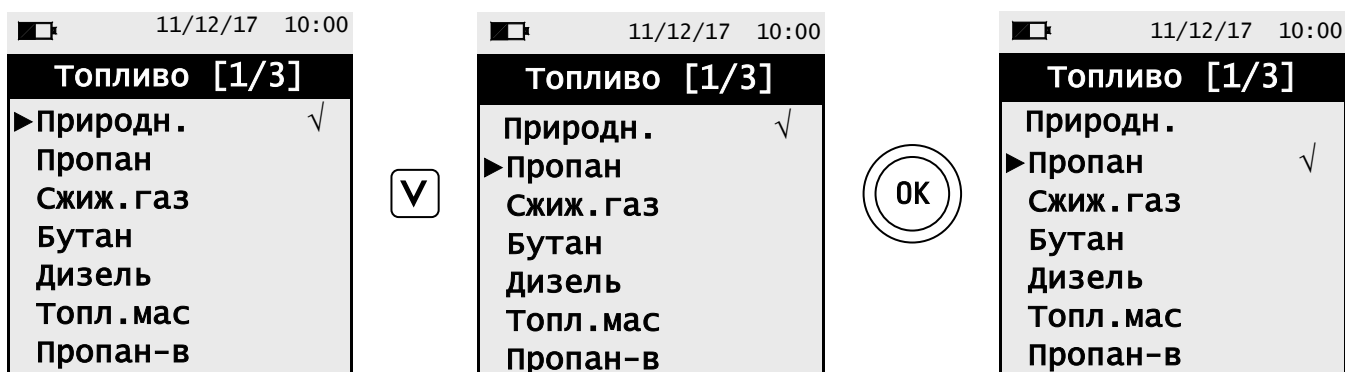 11/12/17 10:00
Топливо [1/3]
►Природн. √
Пропан
Сжиж.газ
Бутан
Дизель
Топл.мас
Пропан-в
V
11/12/17 10:00
Топливо [1/3]
Природн. √
►Пропан
Сжиж.газ
Бутан
Дизель
Топл.мас
Пропан-в
OK
11/12/17 10:00
Топливо [1/3]
Природн.
►Пропан √
Сжиж.газ
Бутан
Дизель
Топл.мас
Пропан-в